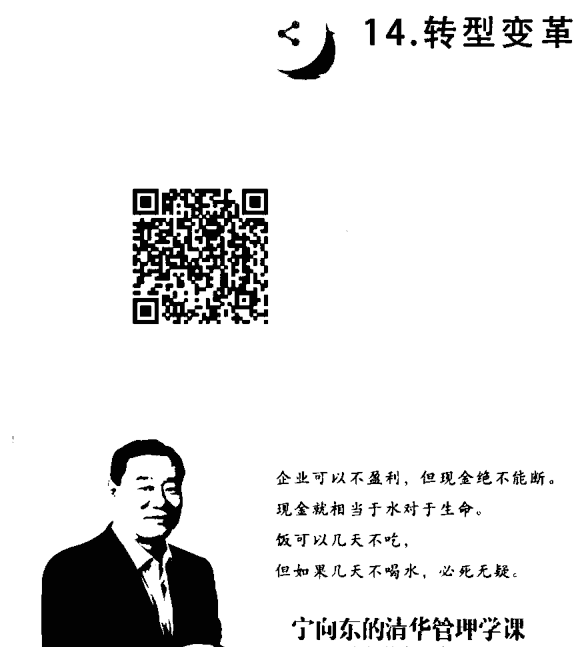 14.转型变革
企业可以不盈利，但现金绝不能断。
现金就相当于水对于生命。
饭可以几天不吃，
但如果几天不喝水，必死无疑。
宁向东的清华管理学课